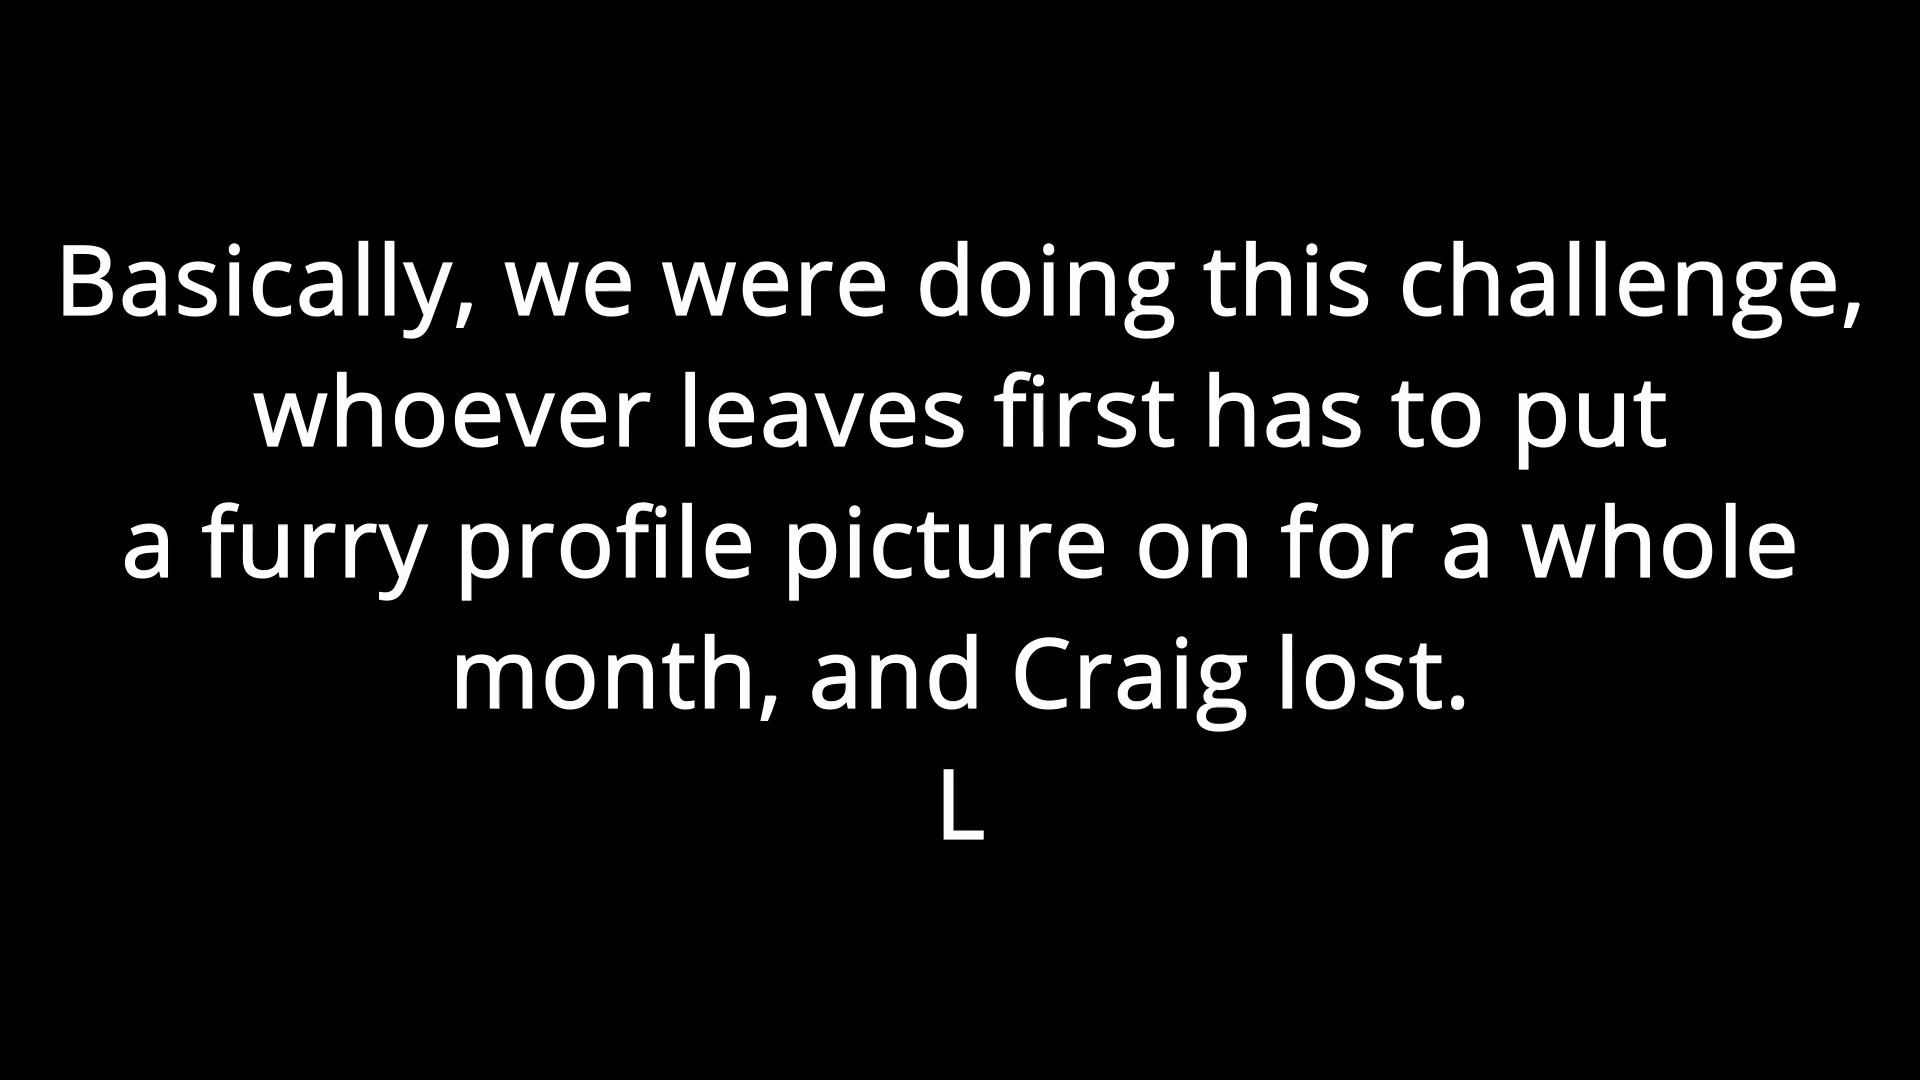 Basically, we were doing this challenge,
whoever leaves first has to put
a furry profile picture on for a whole
month, and Craig lost.
L